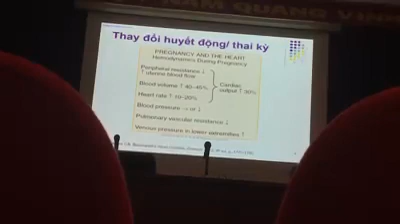 QUANG VINH
Thay đổi huyết động/ thai kỳ
PREGNANCY AND THE HEART
Hemodynamics During Pregnancy
Peripheral resistance ↓
↑ uterine blood flow
Blood volume ↑ 40-45%
Cardiac
output ↑ 30%
Heart rate ↑ 10-20%
Blood pressure → or ↓
Pulmonary vascular resistance ↓
Venous pressure in lower extremities ↑